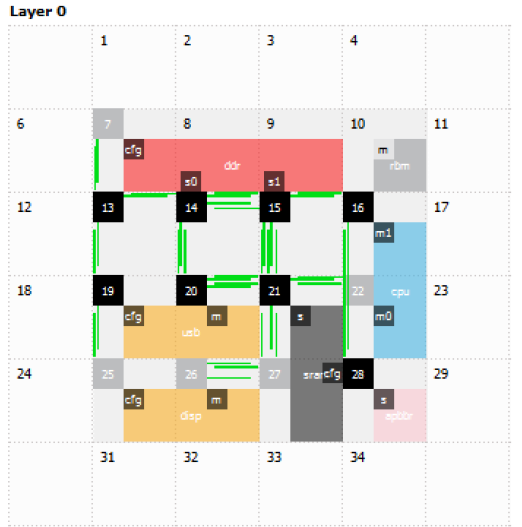 Layer 0
1 2 3 4
6 7 8 9 10 11
cfg ddr m rbm
s0 s1
12 13 14 15 16 17
m1
18 19 20 21 22 cpu 23
cfg usb m s m0
24 25 26 27 sram cfg 28 29
cfg disp m s apbbr
31 32 33 34